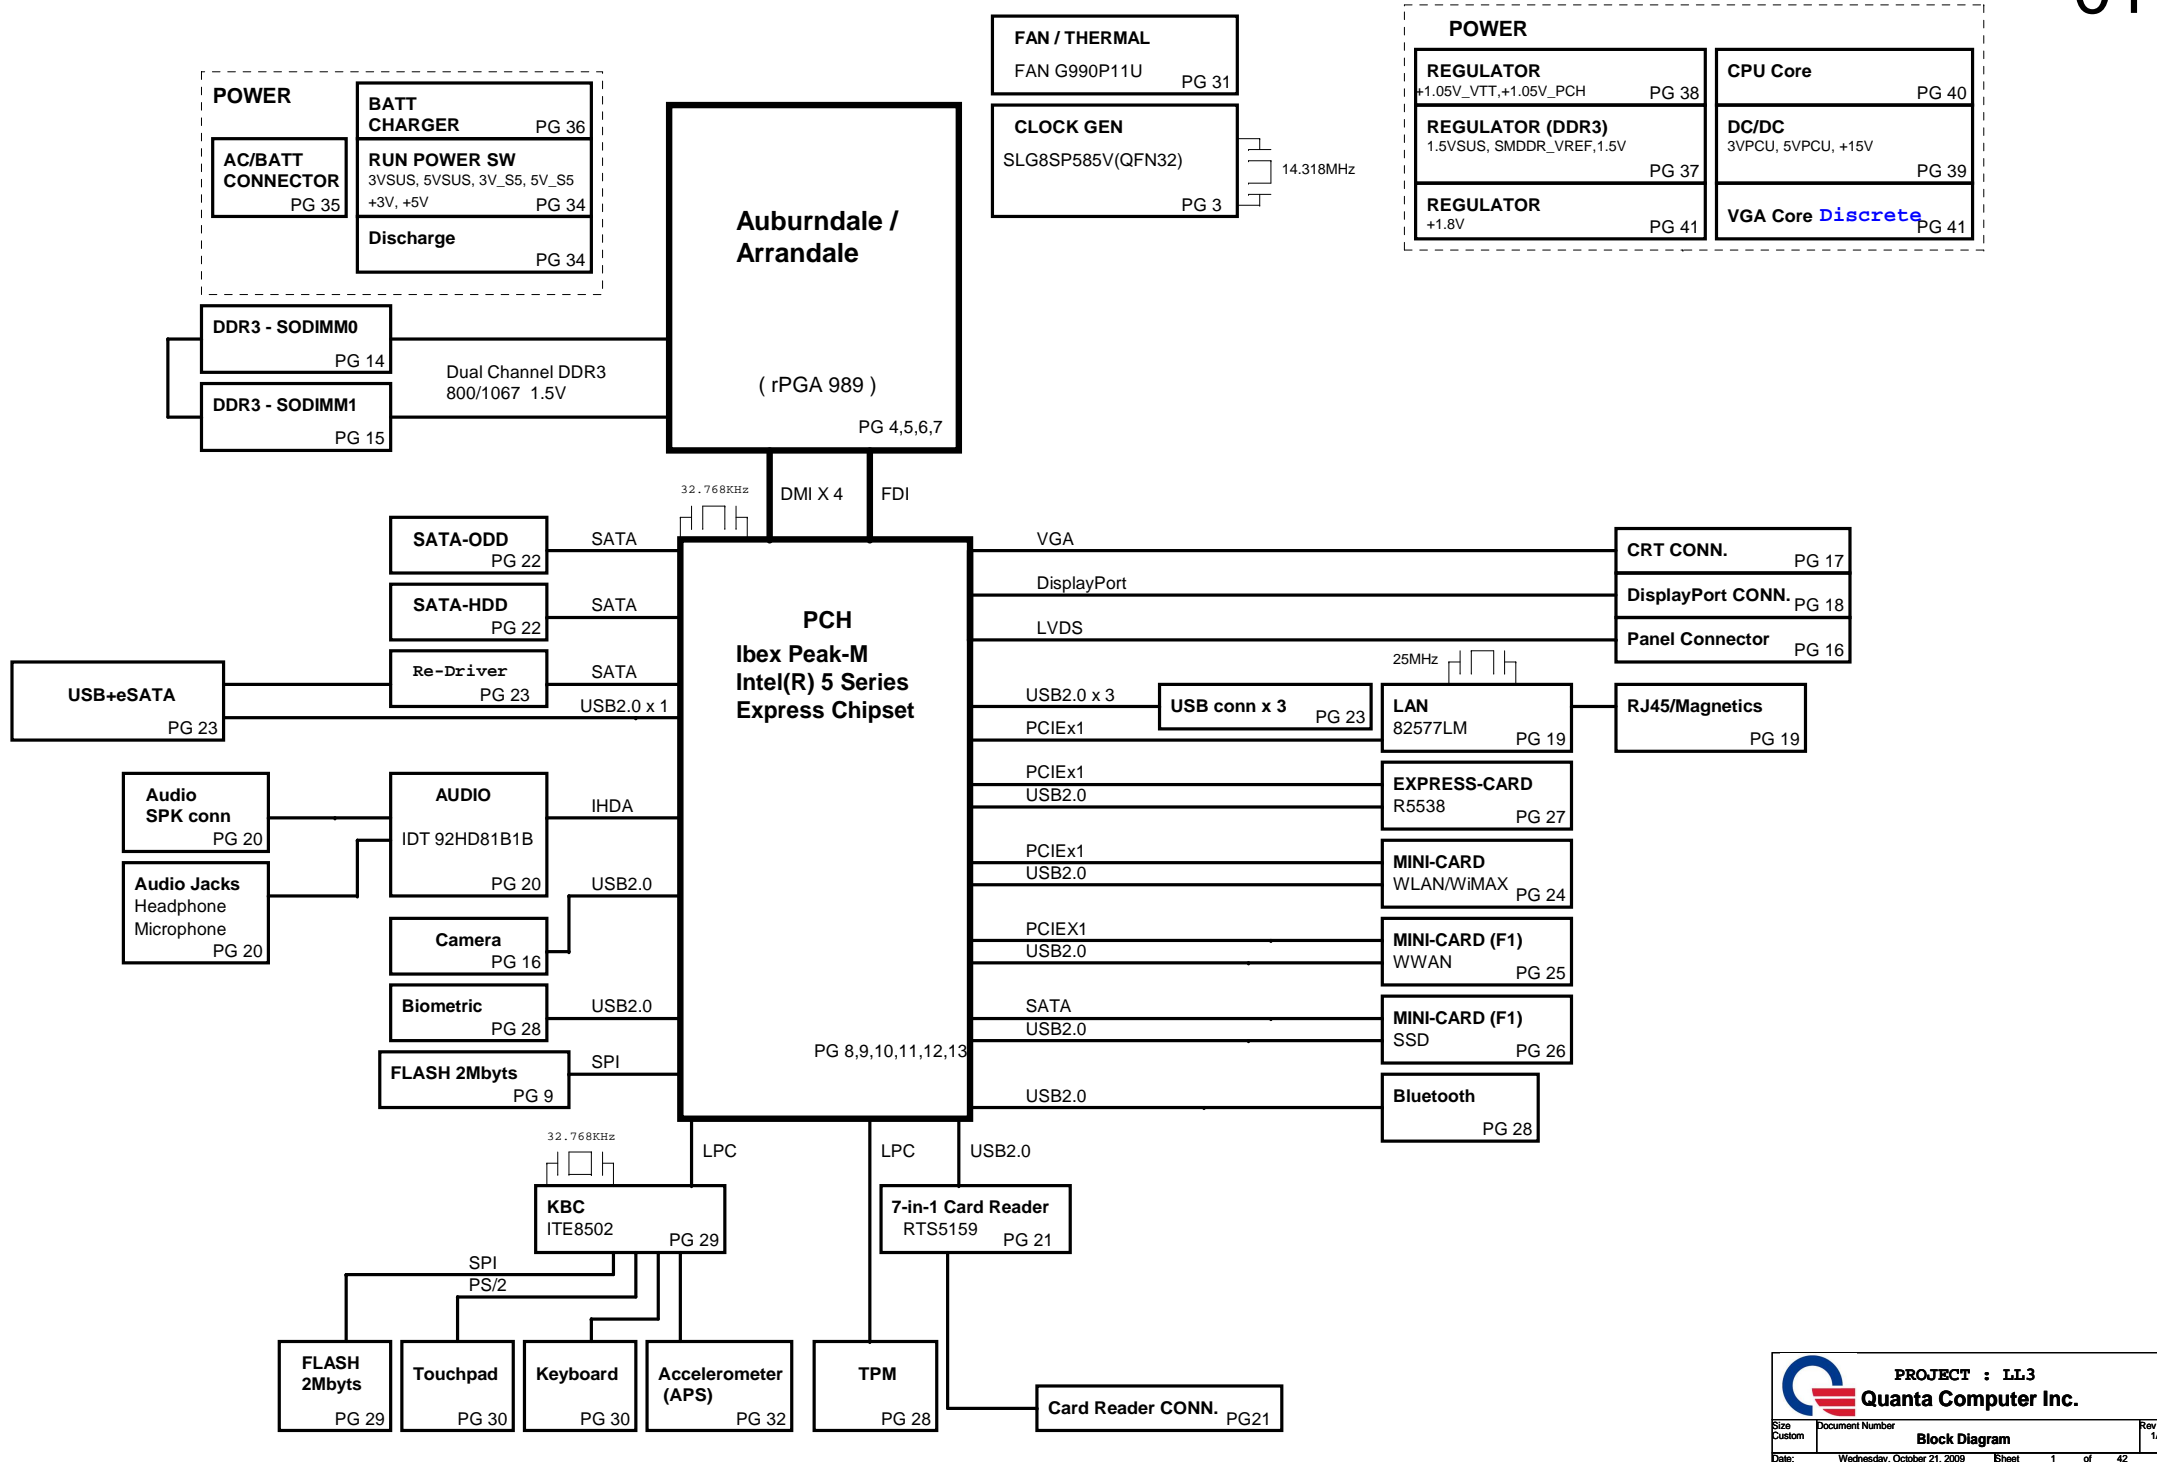 POWER
BATT
CHARGER
PG 36
AC/BATT
CONNECTOR
PG 35
RUN POWER SW
3VSUS, 5VSUS, 3V_S5, 5V_S5
+3V, +5V
PG 34
Discharge
PG 34
FAN / THERMAL
FAN G990P11U
PG 31
CLOCK GEN
SLG8SP585V(QFN32)
PG 3
14.318MHz
POWER
REGULATOR
+1.05V_VTT,+1.05V_PCH
PG 38
CPU Core
PG 40
REGULATOR (DDR3)
1.5VSUS, SMDDR_VREF,1.5V
PG 37
DC/DC
3VPCU, 5VPCU, +15V
PG 39
REGULATOR
+1.8V
PG 41
VGA Core Discrete
PG 41
Auburndale /
Arrandale
( rPGA 989 )
PG 4,5,6,7
DDR3 - SODIMM0
PG 14
Dual Channel DDR3
800/1067 1.5V
DDR3 - SODIMM1
PG 15
32.768KHz
DMI X 4
FDI
SATA-ODD
PG 22
SATA
SATA-HDD
PG 22
SATA
Re-Driver
PG 23
SATA
USB2.0 x 1
USB+eSATA
PG 23
PCH
Ibex Peak-M
Intel(R) 5 Series
Express Chipset
PG 8,9,10,11,12,13
VGA
CRT CONN.
PG 17
DisplayPort
DisplayPort CONN.
PG 18
LVDS
Panel Connector
PG 16
25MHz
USB2.0 x 3
USB conn x 3
PG 23
PCIEx1
LAN
82577LM
PG 19
RJ45/Magnetics
PG 19
PCIEx1
USB2.0
EXPRESS-CARD
R5538
PG 27
PCIEx1
USB2.0
MINI-CARD
WLAN/WiMAX
PG 24
PCIEX1
USB2.0
MINI-CARD (F1)
WWAN
PG 25
SATA
USB2.0
MINI-CARD (F1)
SSD
PG 26
USB2.0
Bluetooth
PG 28
Audio
SPK conn
PG 20
AUDIO
IDT 92HD81B1B
PG 20
IHDA
Audio Jacks
Headphone
Microphone
PG 20
USB2.0
Camera
PG 16
Biometric
PG 28
USB2.0
FLASH 2Mbyts
PG 9
SPI
32.768KHz
LPC
LPC
USB2.0
KBC
ITE8502
PG 29
7-in-1 Card Reader
RTS5159
PG 21
SPI
PS/2
FLASH
2Mbyts
PG 29
Touchpad
PG 30
Keyboard
PG 30
Accelerometer
(APS)
PG 32
TPM
PG 28
Card Reader CONN.
PG21
PROJECT : LL3
Quanta Computer Inc.
Size
Custom
Document Number
Block Diagram
Rev
Date:
Wednesday, October 21, 2009
Sheet 1 of 42